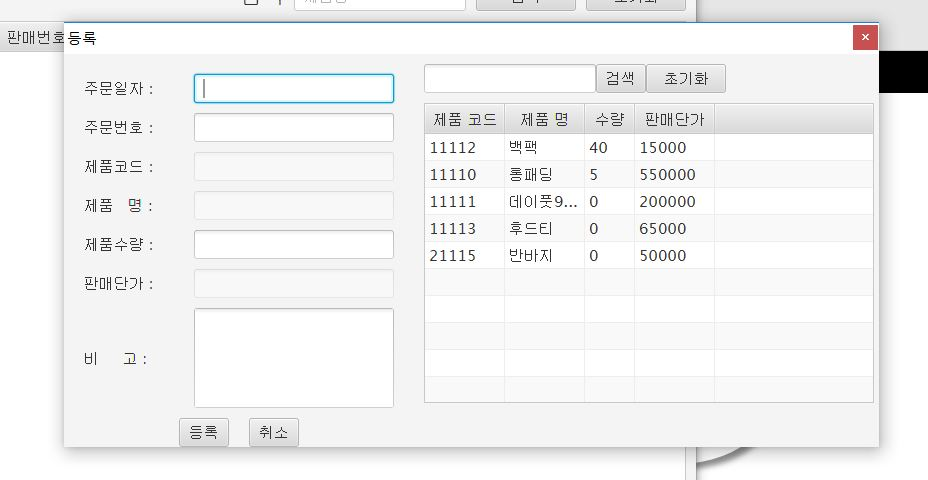 판매번호
등록
×
주문일자 :
주문번호 :
제품코드 :
제품 명 :
제품수량 :
판매단가 :
비 고 :
등록 취소
검색 초기화
제품 코드 제품 명 수량 판매단가
11112 백팩 40 15000
11110 롱패딩 5 550000
11111 데이풋9... 0 200000
11113 후드티 0 65000
21115 반바지 0 50000